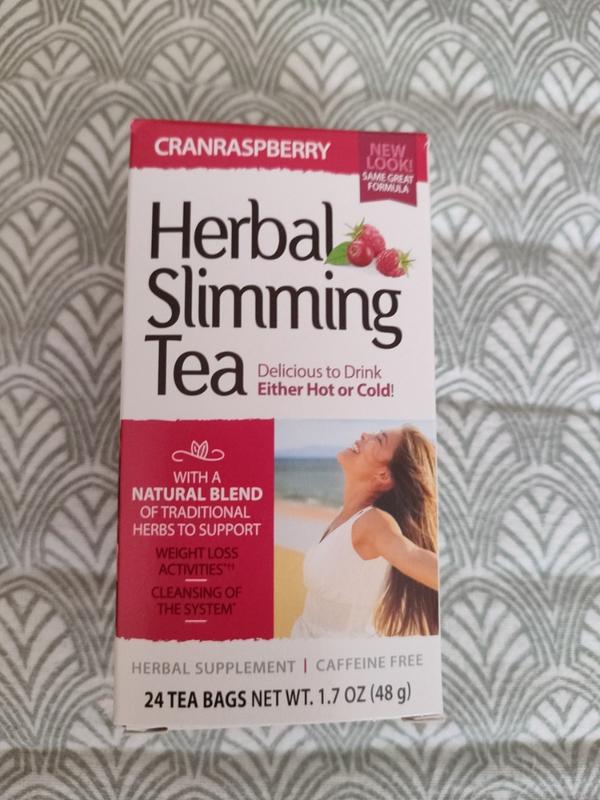 CRANRASPBERRY
NEW
LOOK!
SAME GREAT
FORMULA
Herbal
Slimming
Tea
Delicious to Drink
Either Hot or Cold!
WITH A
NATURAL BLEND
OF TRADITIONAL
HERBS TO SUPPORT
WEIGHT LOSS
ACTIVITIES*††
CLEANSING OF
THE SYSTEM*
HERBAL SUPPLEMENT | CAFFEINE FREE
24 TEA BAGS NET WT. 1.7 OZ (48 g)